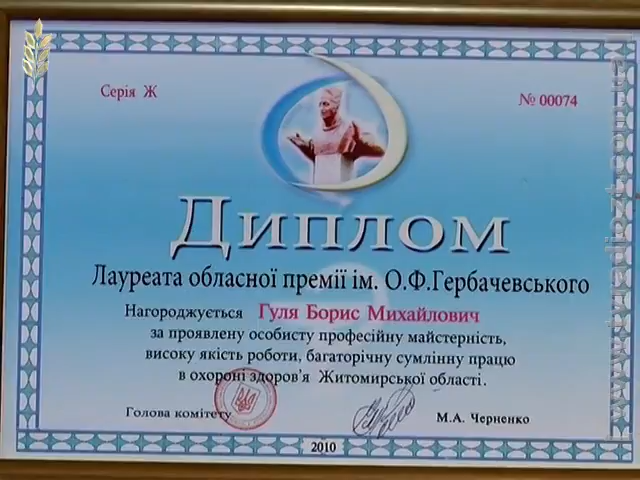 Серія Ж
№ 00074
Диплом
Лауреата обласної премії ім. О.Ф.Гербачевського
Нагороджується Гуля Борис Михайлович
за проявлену особисту професійну майстерність,
високу якість роботи, багаторічну сумлінну працю
в охороні здоров'я Житомирської області.
Голова комітету М.А. Черненко
2010